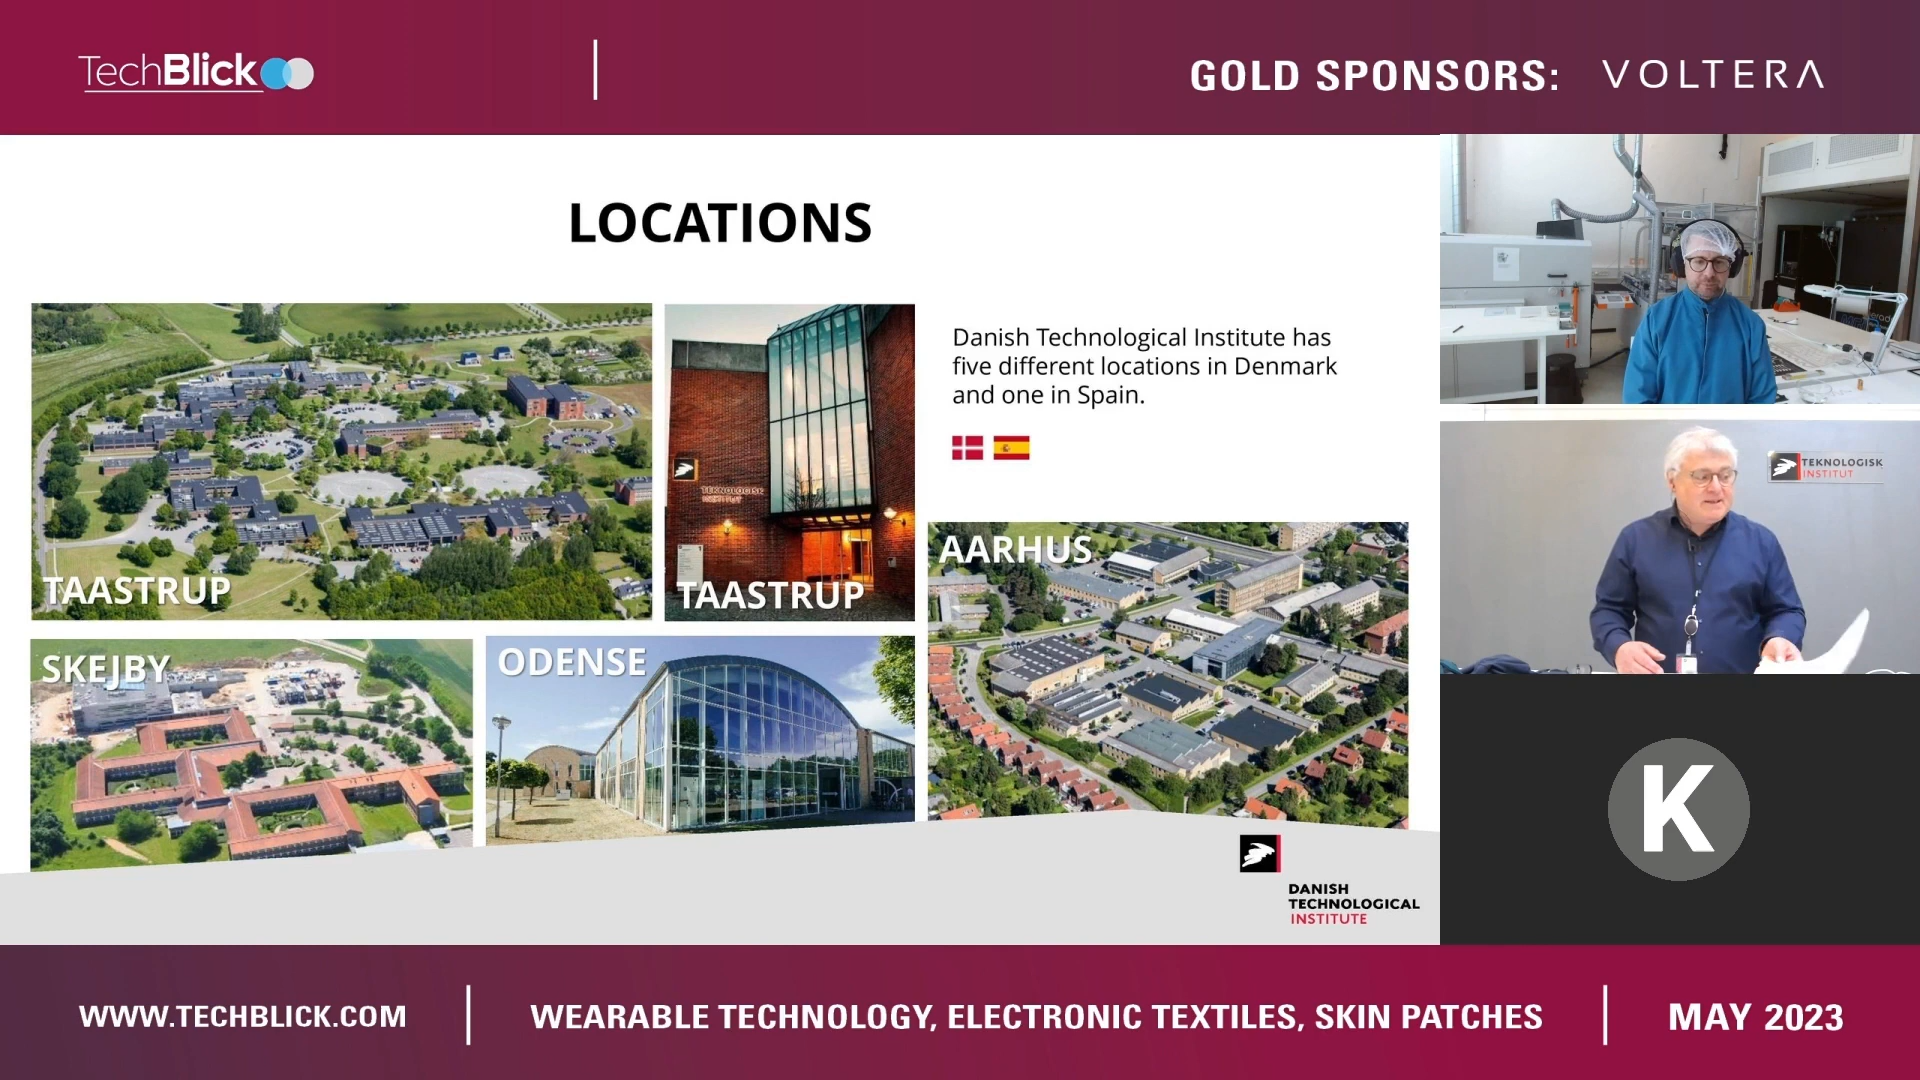 TechBlick
GOLD SPONSORS: VOLTERA
LOCATIONS
TAASTRUP
TEKNOLOGISK
INSTITUT
TAASTRUP
Danish Technological Institute has
five different locations in Denmark
and one in Spain.
SKEJBY
ODENSE
AARHUS
DANISH
TECHNOLOGICAL
INSTITUTE
TEKNOLOGISK
INSTITUT
K
WWW.TECHBLICK.COM
WEARABLE TECHNOLOGY, ELECTRONIC TEXTILES, SKIN PATCHES
MAY 2023